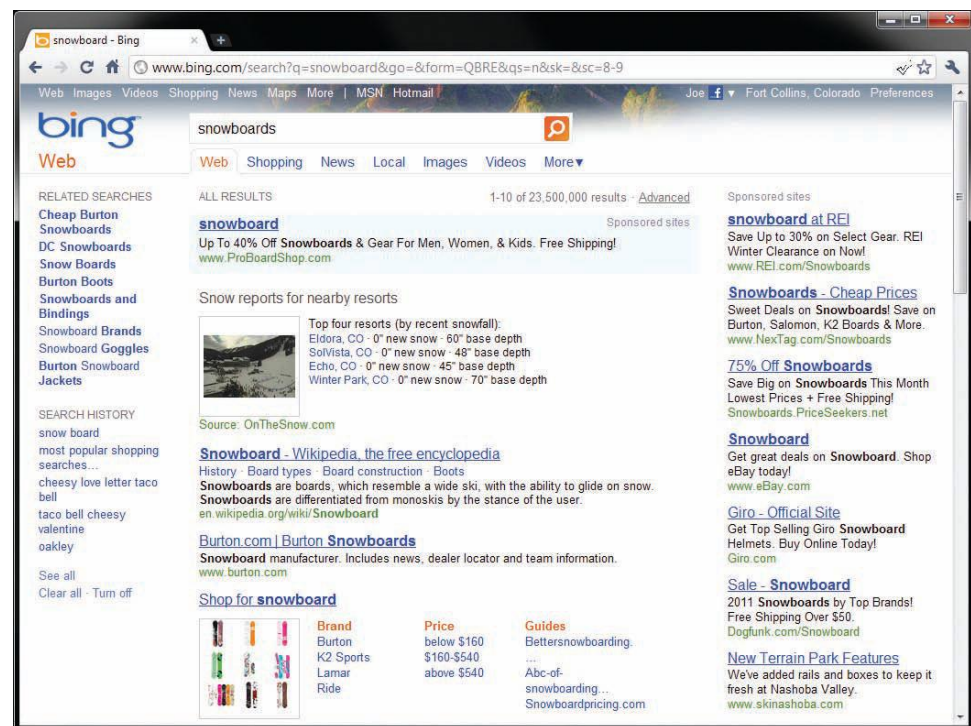 snowboard - Bing
www.bing.com/search?q=snowboard&go=&form=QBRE&qs=n&sk=&sc=8-9
Web Images Videos Shopping News Maps More | MSN Hotmail
Joe f ▾ Fort Collins, Colorado Preferences
bing
snowboards
Web
Web Shopping News Local Images Videos More▾
RELATED SEARCHES
Cheap Burton
Snowboards
DC Snowboards
Snow Boards
Burton Boots
Snowboards and
Bindings
Snowboard Brands
Snowboard Goggles
Burton Snowboard
Jackets
SEARCH HISTORY
snow board
most popular shopping
searches...
cheesy love letter taco
bell
taco bell cheesy
valentine
oakley
See all
Clear all · Turn off
ALL RESULTS
1-10 of 23,500,000 results · Advanced
snowboard
Sponsored sites
Up To 40% Off Snowboards & Gear For Men, Women, & Kids. Free Shipping!
www.ProBoardShop.com
Snow reports for nearby resorts
Top four resorts (by recent snowfall):
Eldora, CO · 0" new snow · 60" base depth
SolVista, CO · 0" new snow · 48" base depth
Echo, CO · 0" new snow · 45" base depth
Winter Park, CO · 0" new snow · 70" base depth
Source: OnTheSnow.com
Snowboard - Wikipedia, the free encyclopedia
History · Board types · Board construction · Boots
Snowboards are boards, which resemble a wide ski, with the ability to glide on snow.
Snowboards are differentiated from monoskis by the stance of the user.
en.wikipedia.org/wiki/Snowboard
Burton.com | Burton Snowboards
Snowboard manufacturer. Includes news, dealer locator and team information.
www.burton.com
Shop for snowboard
Brand
Burton
K2 Sports
Lamar
Ride
Price
below $160
$160-$540
above $540
Guides
Bettersnowboarding.
...
Abc-of-
snowboarding...
Snowboardpricing.com
Sponsored sites
snowboard at REI
Save Up to 30% on Select Gear. REI
Winter Clearance on Now!
www.REI.com/Snowboards
Snowboards - Cheap Prices
Sweet Deals on Snowboards! Save on
Burton, Salomon, K2 Boards & More.
www.NexTag.com/Snowboards
75% Off Snowboards
Save Big on Snowboards This Month
Lowest Prices + Free Shipping!
Snowboards.PriceSeekers.net
Snowboard
Get great deals on Snowboard. Shop
eBay today!
www.eBay.com
Giro - Official Site
Get Top Selling Giro Snowboard
Helmets. Buy Online Today!
Giro.com
Sale - Snowboard
2011 Snowboards by Top Brands!
Free Shipping Over $50.
Dogfunk.com/Snowboard
New Terrain Park Features
We've added rails and boxes to keep it
fresh at Nashoba Valley.
www.skinashoba.com